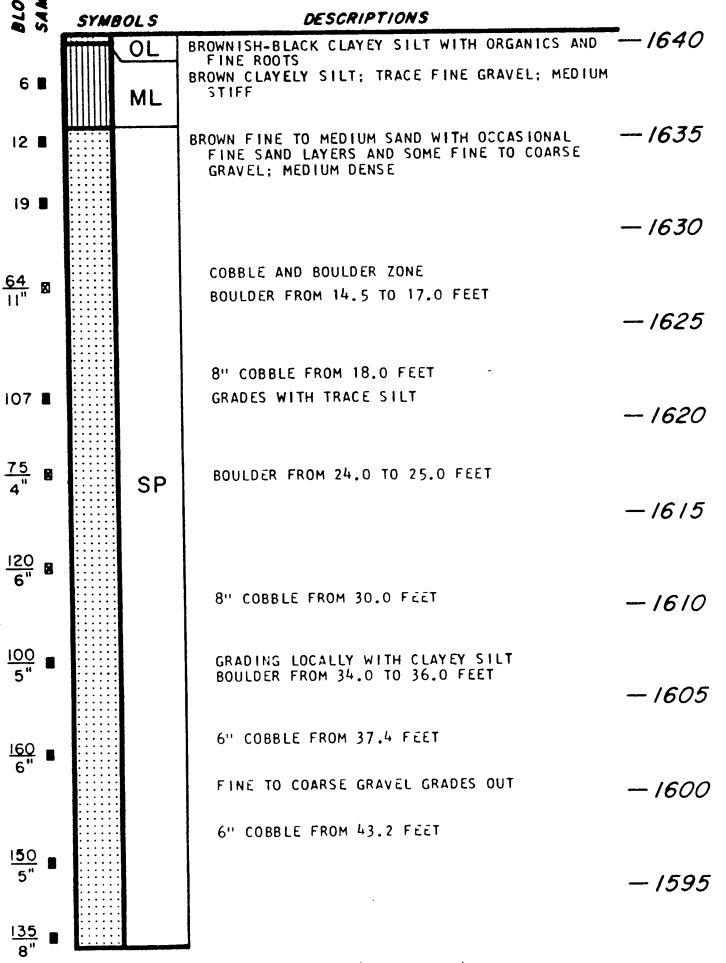 BLO
SAM
SYMBOLS DESCRIPTIONS
OL BROWNISH-BLACK CLAYEY SILT WITH ORGANICS AND — 1640
FINE ROOTS
6 ML BROWN CLAYELY SILT; TRACE FINE GRAVEL; MEDIUM
STIFF
12 BROWN FINE TO MEDIUM SAND WITH OCCASIONAL — 1635
FINE SAND LAYERS AND SOME FINE TO COARSE
GRAVEL; MEDIUM DENSE
19
— 1630
COBBLE AND BOULDER ZONE
64/11" BOULDER FROM 14.5 TO 17.0 FEET
— 1625
8" COBBLE FROM 18.0 FEET
107 GRADES WITH TRACE SILT
— 1620
75/4" SP BOULDER FROM 24.0 TO 25.0 FEET
— 1615
120/6"
8" COBBLE FROM 30.0 FEET — 1610
100/5" GRADING LOCALLY WITH CLAYEY SILT
BOULDER FROM 34.0 TO 36.0 FEET
— 1605
160/6" 6" COBBLE FROM 37.4 FEET
FINE TO COARSE GRAVEL GRADES OUT — 1600
6" COBBLE FROM 43.2 FEET
150/5"
— 1595
135/8"